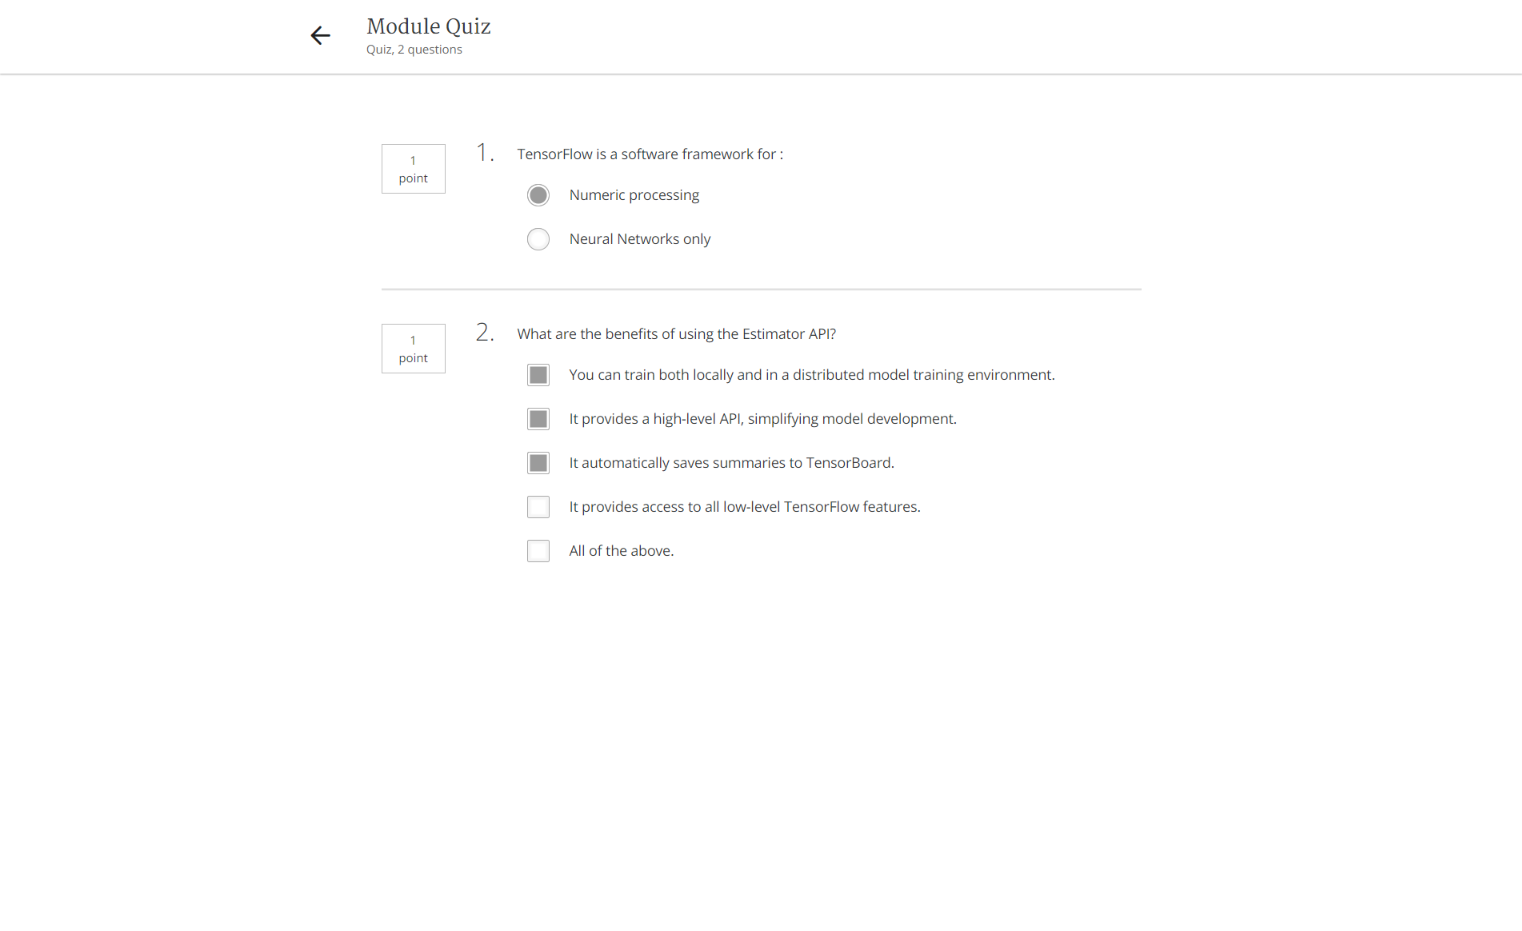 Module Quiz
Quiz, 2 questions
1
point
1.
TensorFlow is a software framework for :
Numeric processing
Neural Networks only
1
point
2.
What are the benefits of using the Estimator API?
You can train both locally and in a distributed model training environment.
It provides a high-level API, simplifying model development.
It automatically saves summaries to TensorBoard.
It provides access to all low-level TensorFlow features.
All of the above.